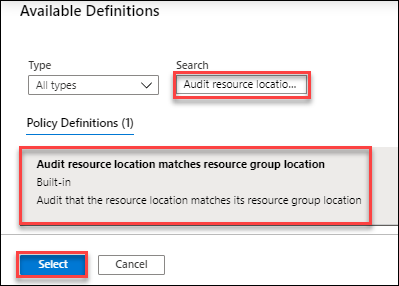 Available Definitions
Type
Search
All types
Audit resource locatio...
Policy Definitions (1)
Audit resource location matches resource group location
Built-in
Audit that the resource location matches its resource group location
Select
Cancel